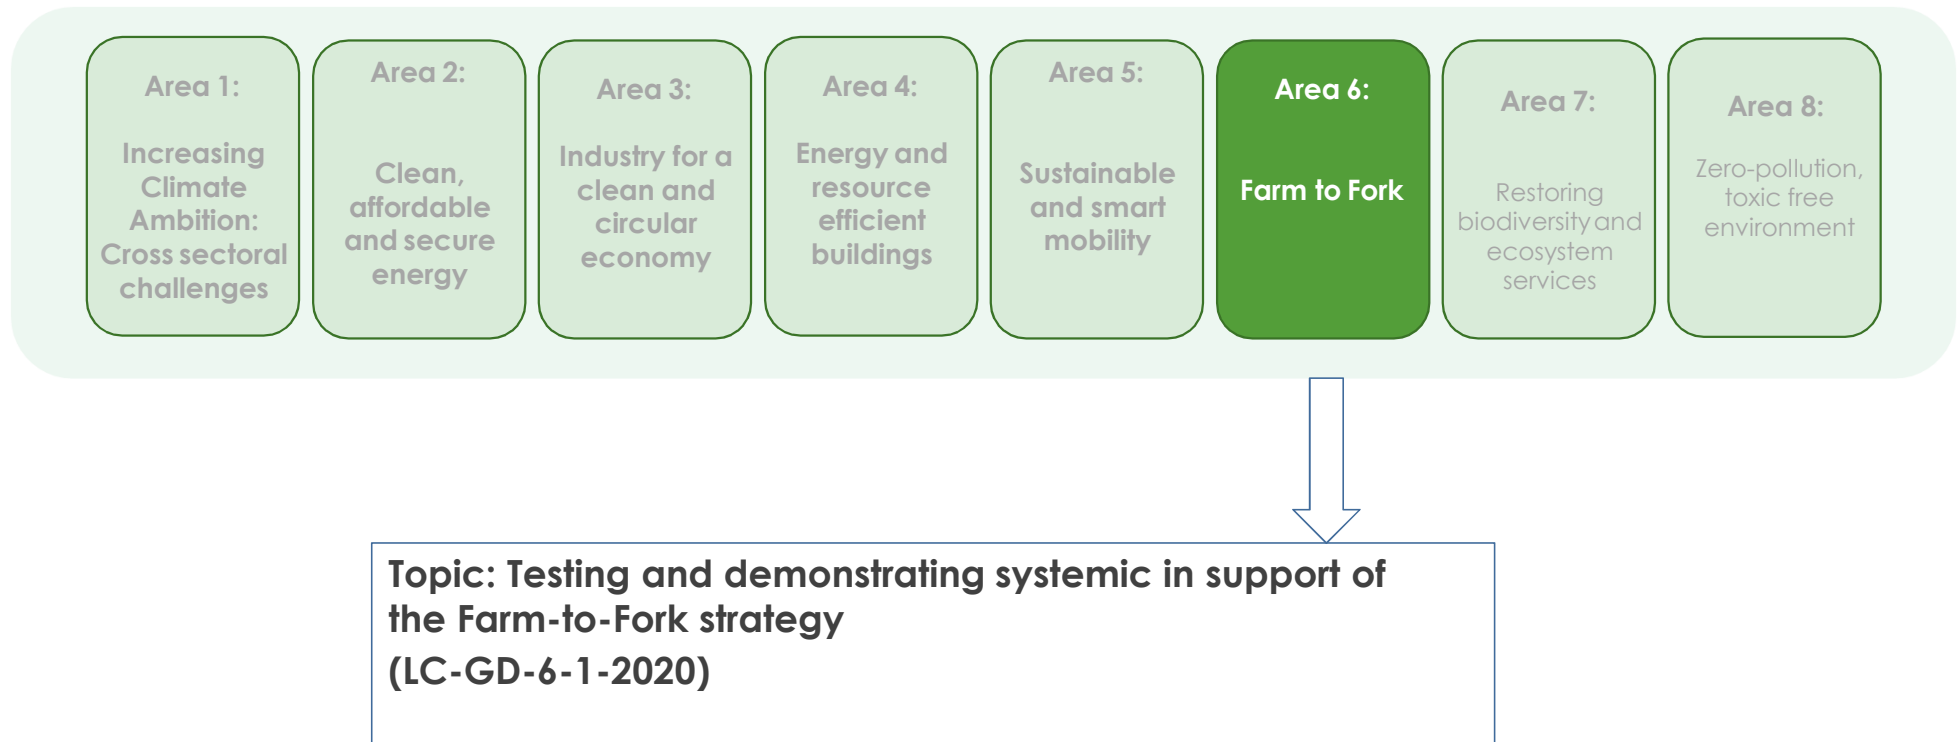 Area 1:
Increasing
Climate
Ambition:
Cross sectoral
challenges
Area 2:
Clean,
affordable
and secure
energy
Area 3:
Industry for a
clean and
circular
economy
Area 4:
Energy and
resource
efficient
buildings
Area 5:
Sustainable
and smart
mobility
Area 6:
Farm to Fork
Area 7:
Restoring
biodiversity and
ecosystem
services
Area 8:
Zero-pollution,
toxic free
environment
Topic: Testing and demonstrating systemic in support of
the Farm-to-Fork strategy
(LC-GD-6-1-2020)